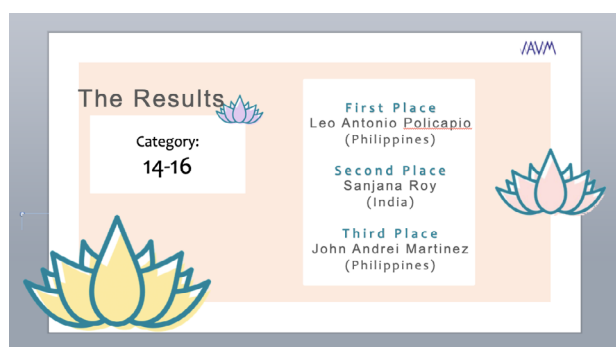 IAVM
The Results
Category:
14-16
First Place
Leo Antonio Policapio
(Philippines)
Second Place
Sanjana Roy
(India)
Third Place
John Andrei Martinez
(Philippines)